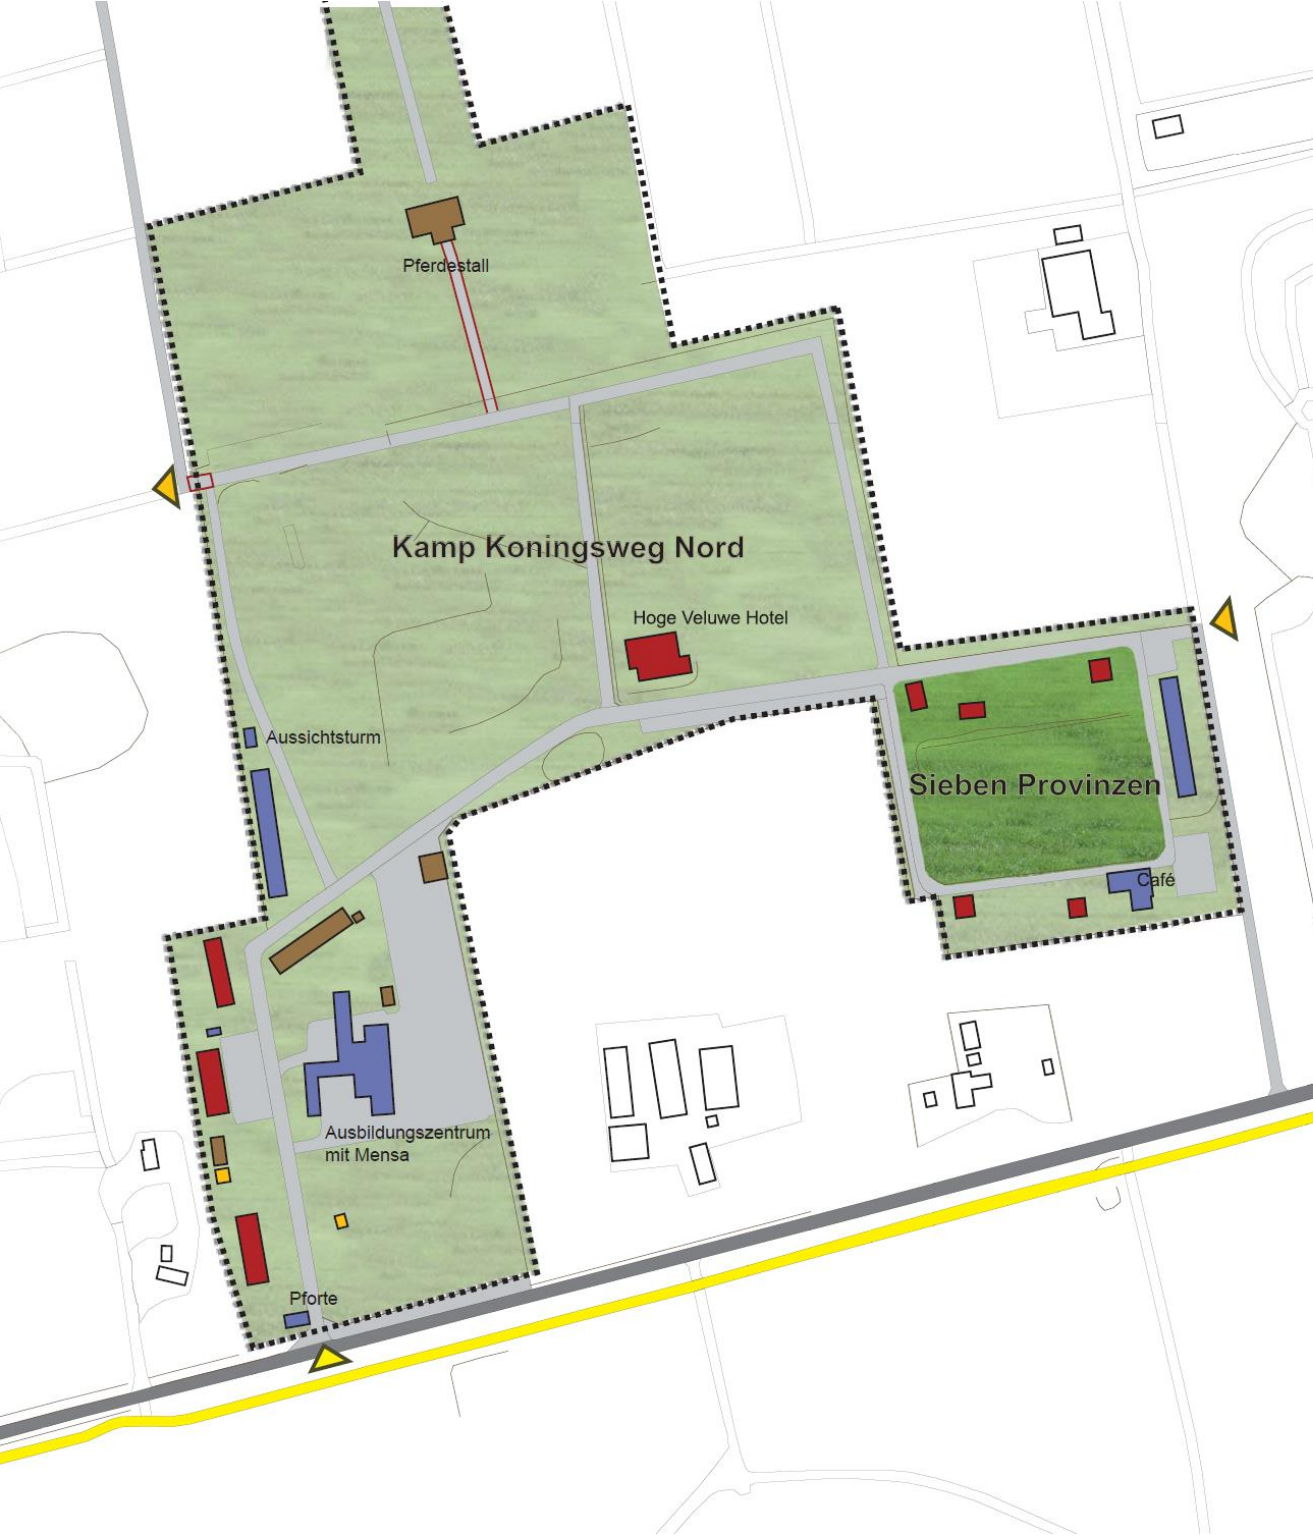 Pferdestall
Kamp Koningsweg Nord
Hoge Veluwe Hotel
Aussichtsturm
Sieben Provinzen
Café
Ausbildungszentrum
mit Mensa
Pforte